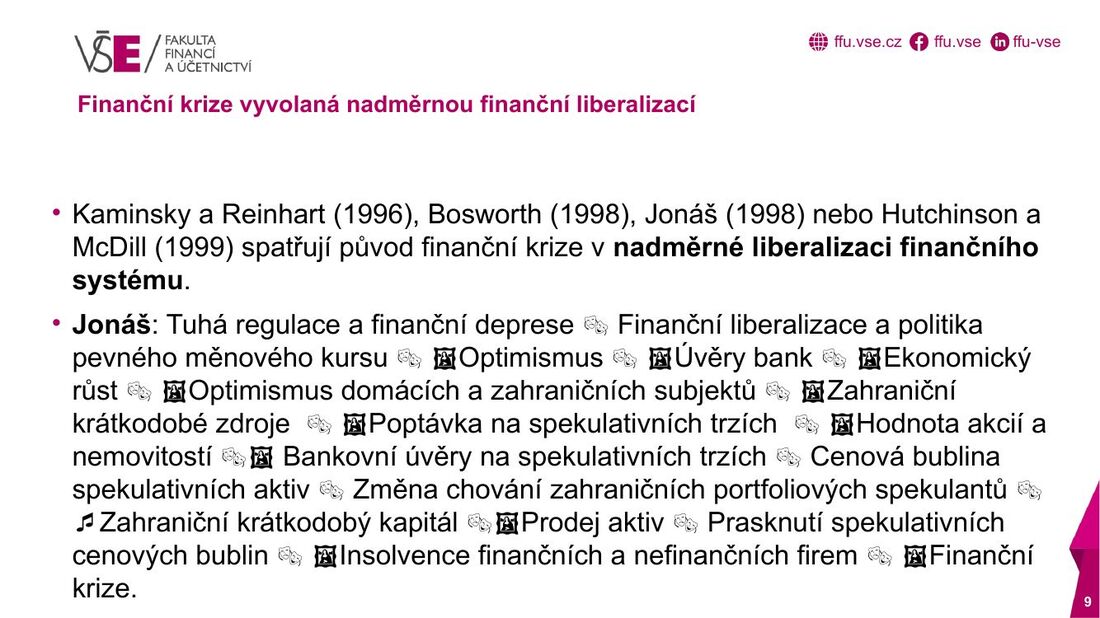 VŠE / FAKULTA
FINANCÍ
A ÚČETNICTVÍ
ffu.vse.cz ffu.vse ffu-vse
Finanční krize vyvolaná nadměrnou finanční liberalizací
• Kaminsky a Reinhart (1996), Bosworth (1998), Jonáš (1998) nebo Hutchinson a
McDill (1999) spatřují původ finanční krize v nadměrné liberalizaci finančního
systému.
• Jonáš: Tuhá regulace a finanční deprese 🎭 Finanční liberalizace a politika
pevného měnového kursu 🎭 🖼Optimismus 🎭 🖼Úvěry bank 🎭 🖼Ekonomický
růst 🎭 🖼Optimismus domácích a zahraničních subjektů 🎭 🖼Zahraniční
krátkodobé zdroje 🎭 🖼Poptávka na spekulativních trzích 🎭 🖼Hodnota akcií a
nemovitostí 🎭🖼 Bankovní úvěry na spekulativních trzích 🎭 Cenová bublina
spekulativních aktiv 🎭 Změna chování zahraničních portfoliových spekulantů 🎭
🎜Zahraniční krátkodobý kapitál 🎭🖼Prodej aktiv 🎭 Prasknutí spekulativních
cenových bublin 🎭 🖼Insolvence finančních a nefinančních firem 🎭 🖼Finanční
krize.
9